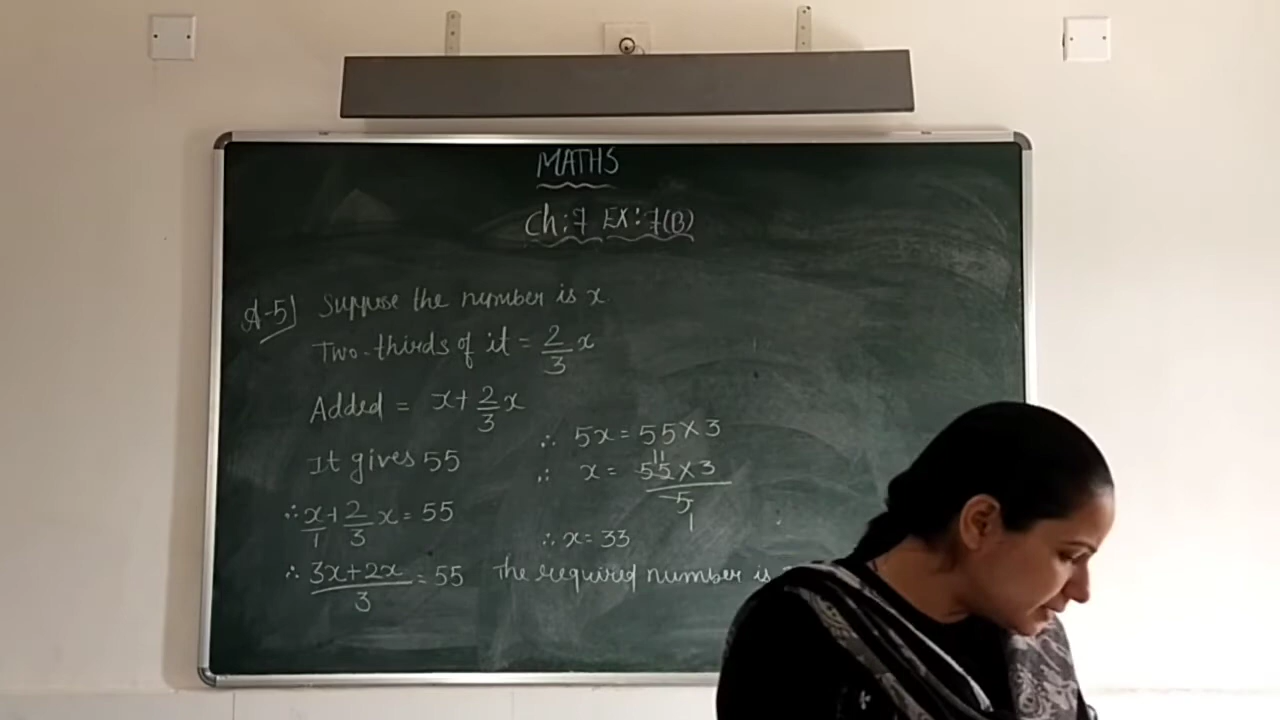 MATHS
Ch:7 EX:7(B)
A-5] Suppose the number is x.
Two-thirds of it = 2/3 x
Added = x + 2/3 x
It gives 55
∴ x/1 + 2/3 x = 55
∴ (3x+2x)/3 = 55
∴ 5x = 55×3
11
∴ x = 55×3/5
1
∴ x = 33
The required number is